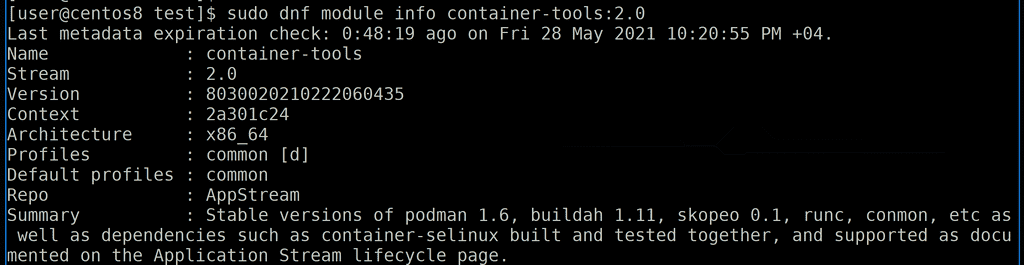 [user@centos8 test]$ sudo dnf module info container-tools:2.0
Last metadata expiration check: 0:48:19 ago on Fri 28 May 2021 10:20:55 PM +04.
Name             : container-tools
Stream           : 2.0
Version          : 8030020210222060435
Context          : 2a301c24
Architecture     : x86_64
Profiles         : common [d]
Default profiles : common
Repo             : AppStream
Summary          : Stable versions of podman 1.6, buildah 1.11, skopeo 0.1, runc, conmon, etc as
 well as dependencies such as container-selinux built and tested together, and supported as docu
mented on the Application Stream lifecycle page.